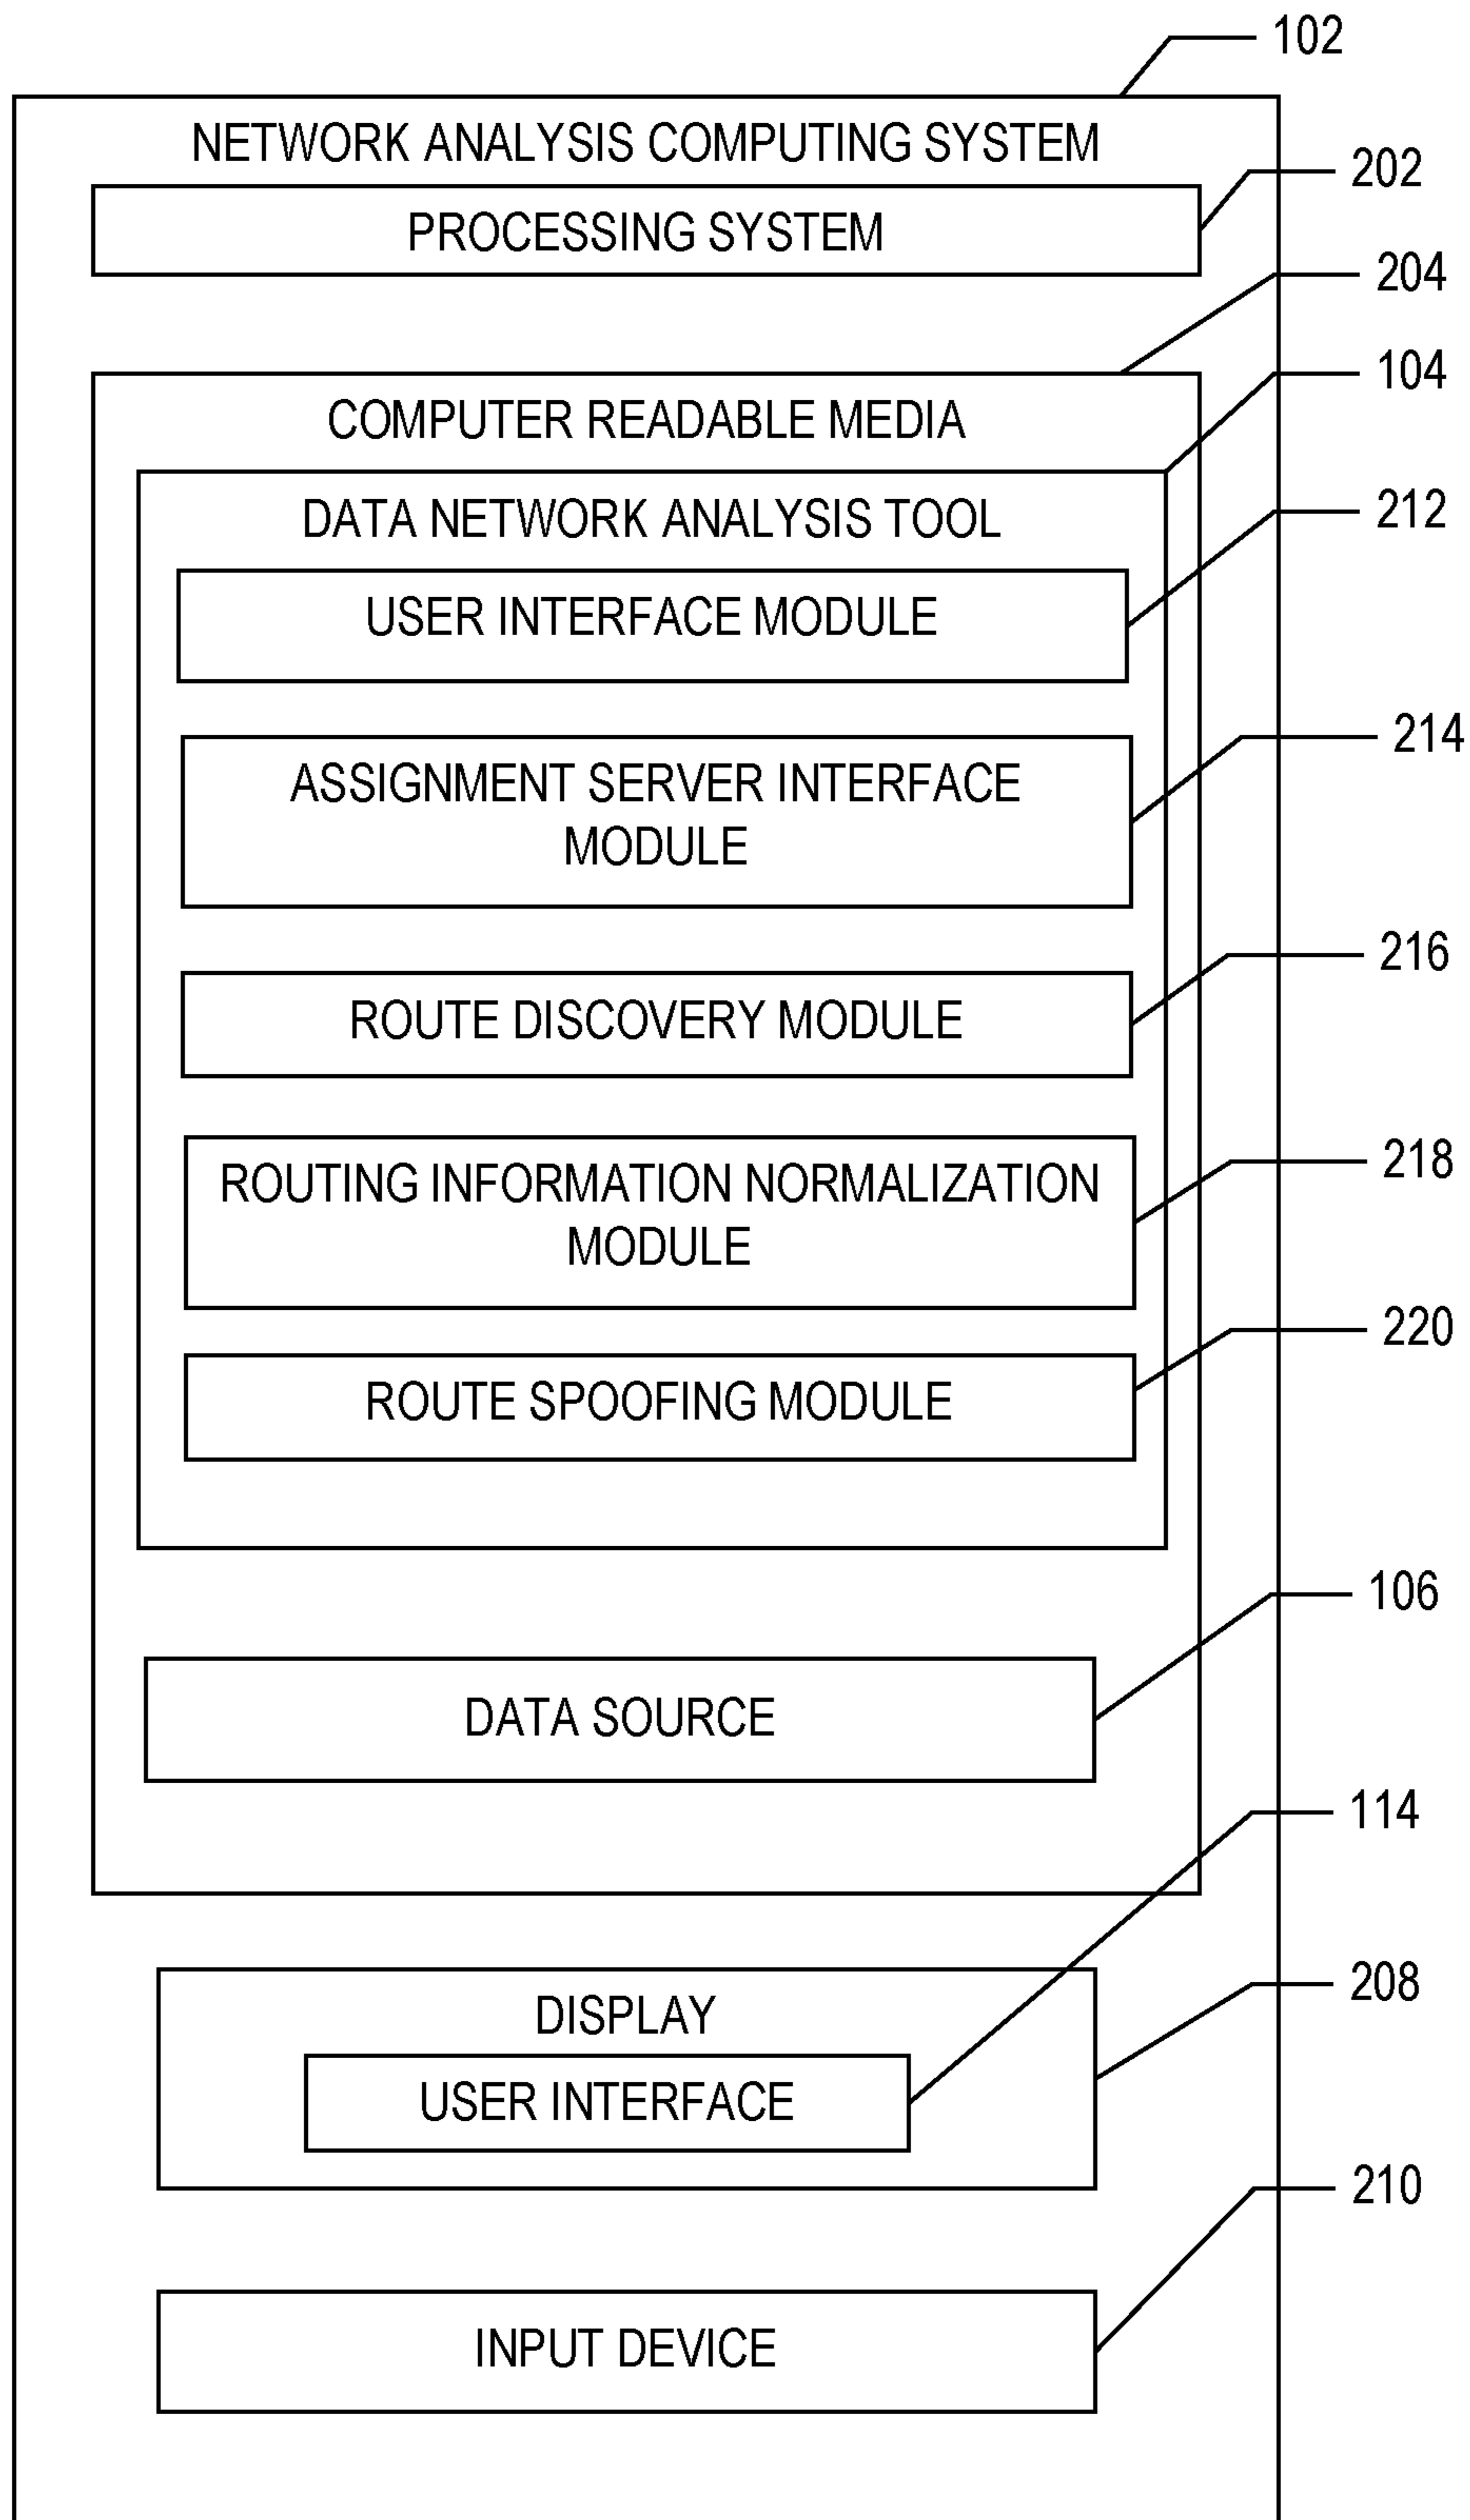 102
NETWORK ANALYSIS COMPUTING SYSTEM
202
PROCESSING SYSTEM
204
104
COMPUTER READABLE MEDIA
212
DATA NETWORK ANALYSIS TOOL
USER INTERFACE MODULE
214
ASSIGNMENT SERVER INTERFACE
MODULE
216
ROUTE DISCOVERY MODULE
218
ROUTING INFORMATION NORMALIZATION
MODULE
220
ROUTE SPOOFING MODULE
106
DATA SOURCE
114
208
DISPLAY
USER INTERFACE
210
INPUT DEVICE